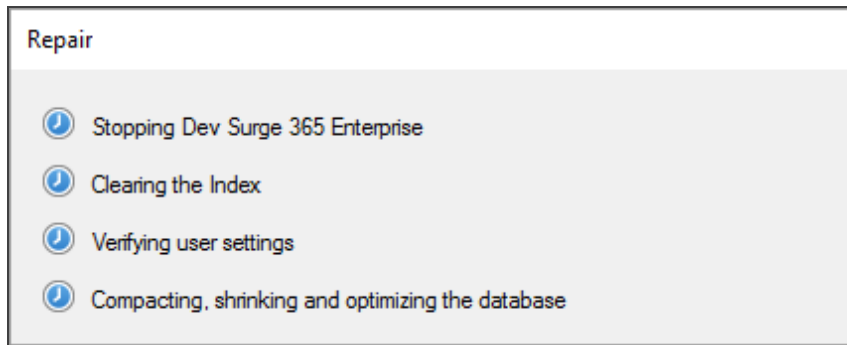 Repair
Stopping Dev Surge 365 Enterprise
Clearing the Index
Verifying user settings
Compacting, shrinking and optimizing the database